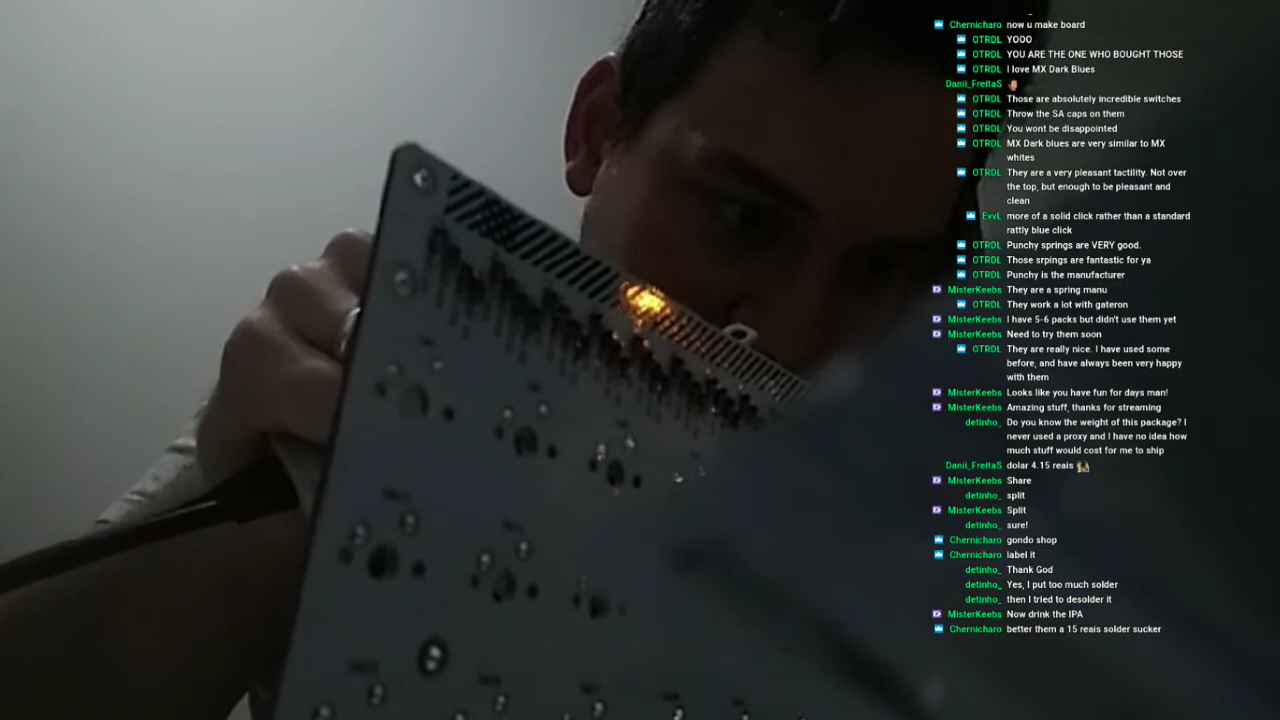 Chernicharo now u make board
OTRDL YOOO
OTRDL YOU ARE THE ONE WHO BOUGHT THOSE
OTRDL I love MX Dark Blues
Danii_FreitaS
OTRDL Those are absolutely incredible switches
OTRDL Throw the SA caps on them
OTRDL You wont be disappointed
OTRDL MX Dark blues are very similar to MX
whites
OTRDL They are a very pleasant tactility. Not over
the top, but enough to be pleasant and
clean
EvvL more of a solid click rather than a standard
rattly blue click
OTRDL Punchy springs are VERY good.
OTRDL Those srpings are fantastic for ya
OTRDL Punchy is the manufacturer
MisterKeebs They are a spring manu
OTRDL They work a lot with gateron
MisterKeebs I have 5-6 packs but didn't use them yet
MisterKeebs Need to try them soon
OTRDL They are really nice. I have used some
before, and have always been very happy
with them
MisterKeebs Looks like you have fun for days man!
MisterKeebs Amazing stuff, thanks for streaming
detinho_ Do you know the weight of this package? I
never used a proxy and I have no idea how
much stuff would cost for me to ship
Danii_FreitaS dolar 4.15 reais
MisterKeebs Share
detinho_ split
MisterKeebs Split
detinho_ sure!
Chernicharo gondo shop
Chernicharo label it
detinho_ Thank God
detinho_ Yes, I put too much solder
detinho_ then I tried to desolder it
MisterKeebs Now drink the IPA
Chernicharo better them a 15 reais solder sucker